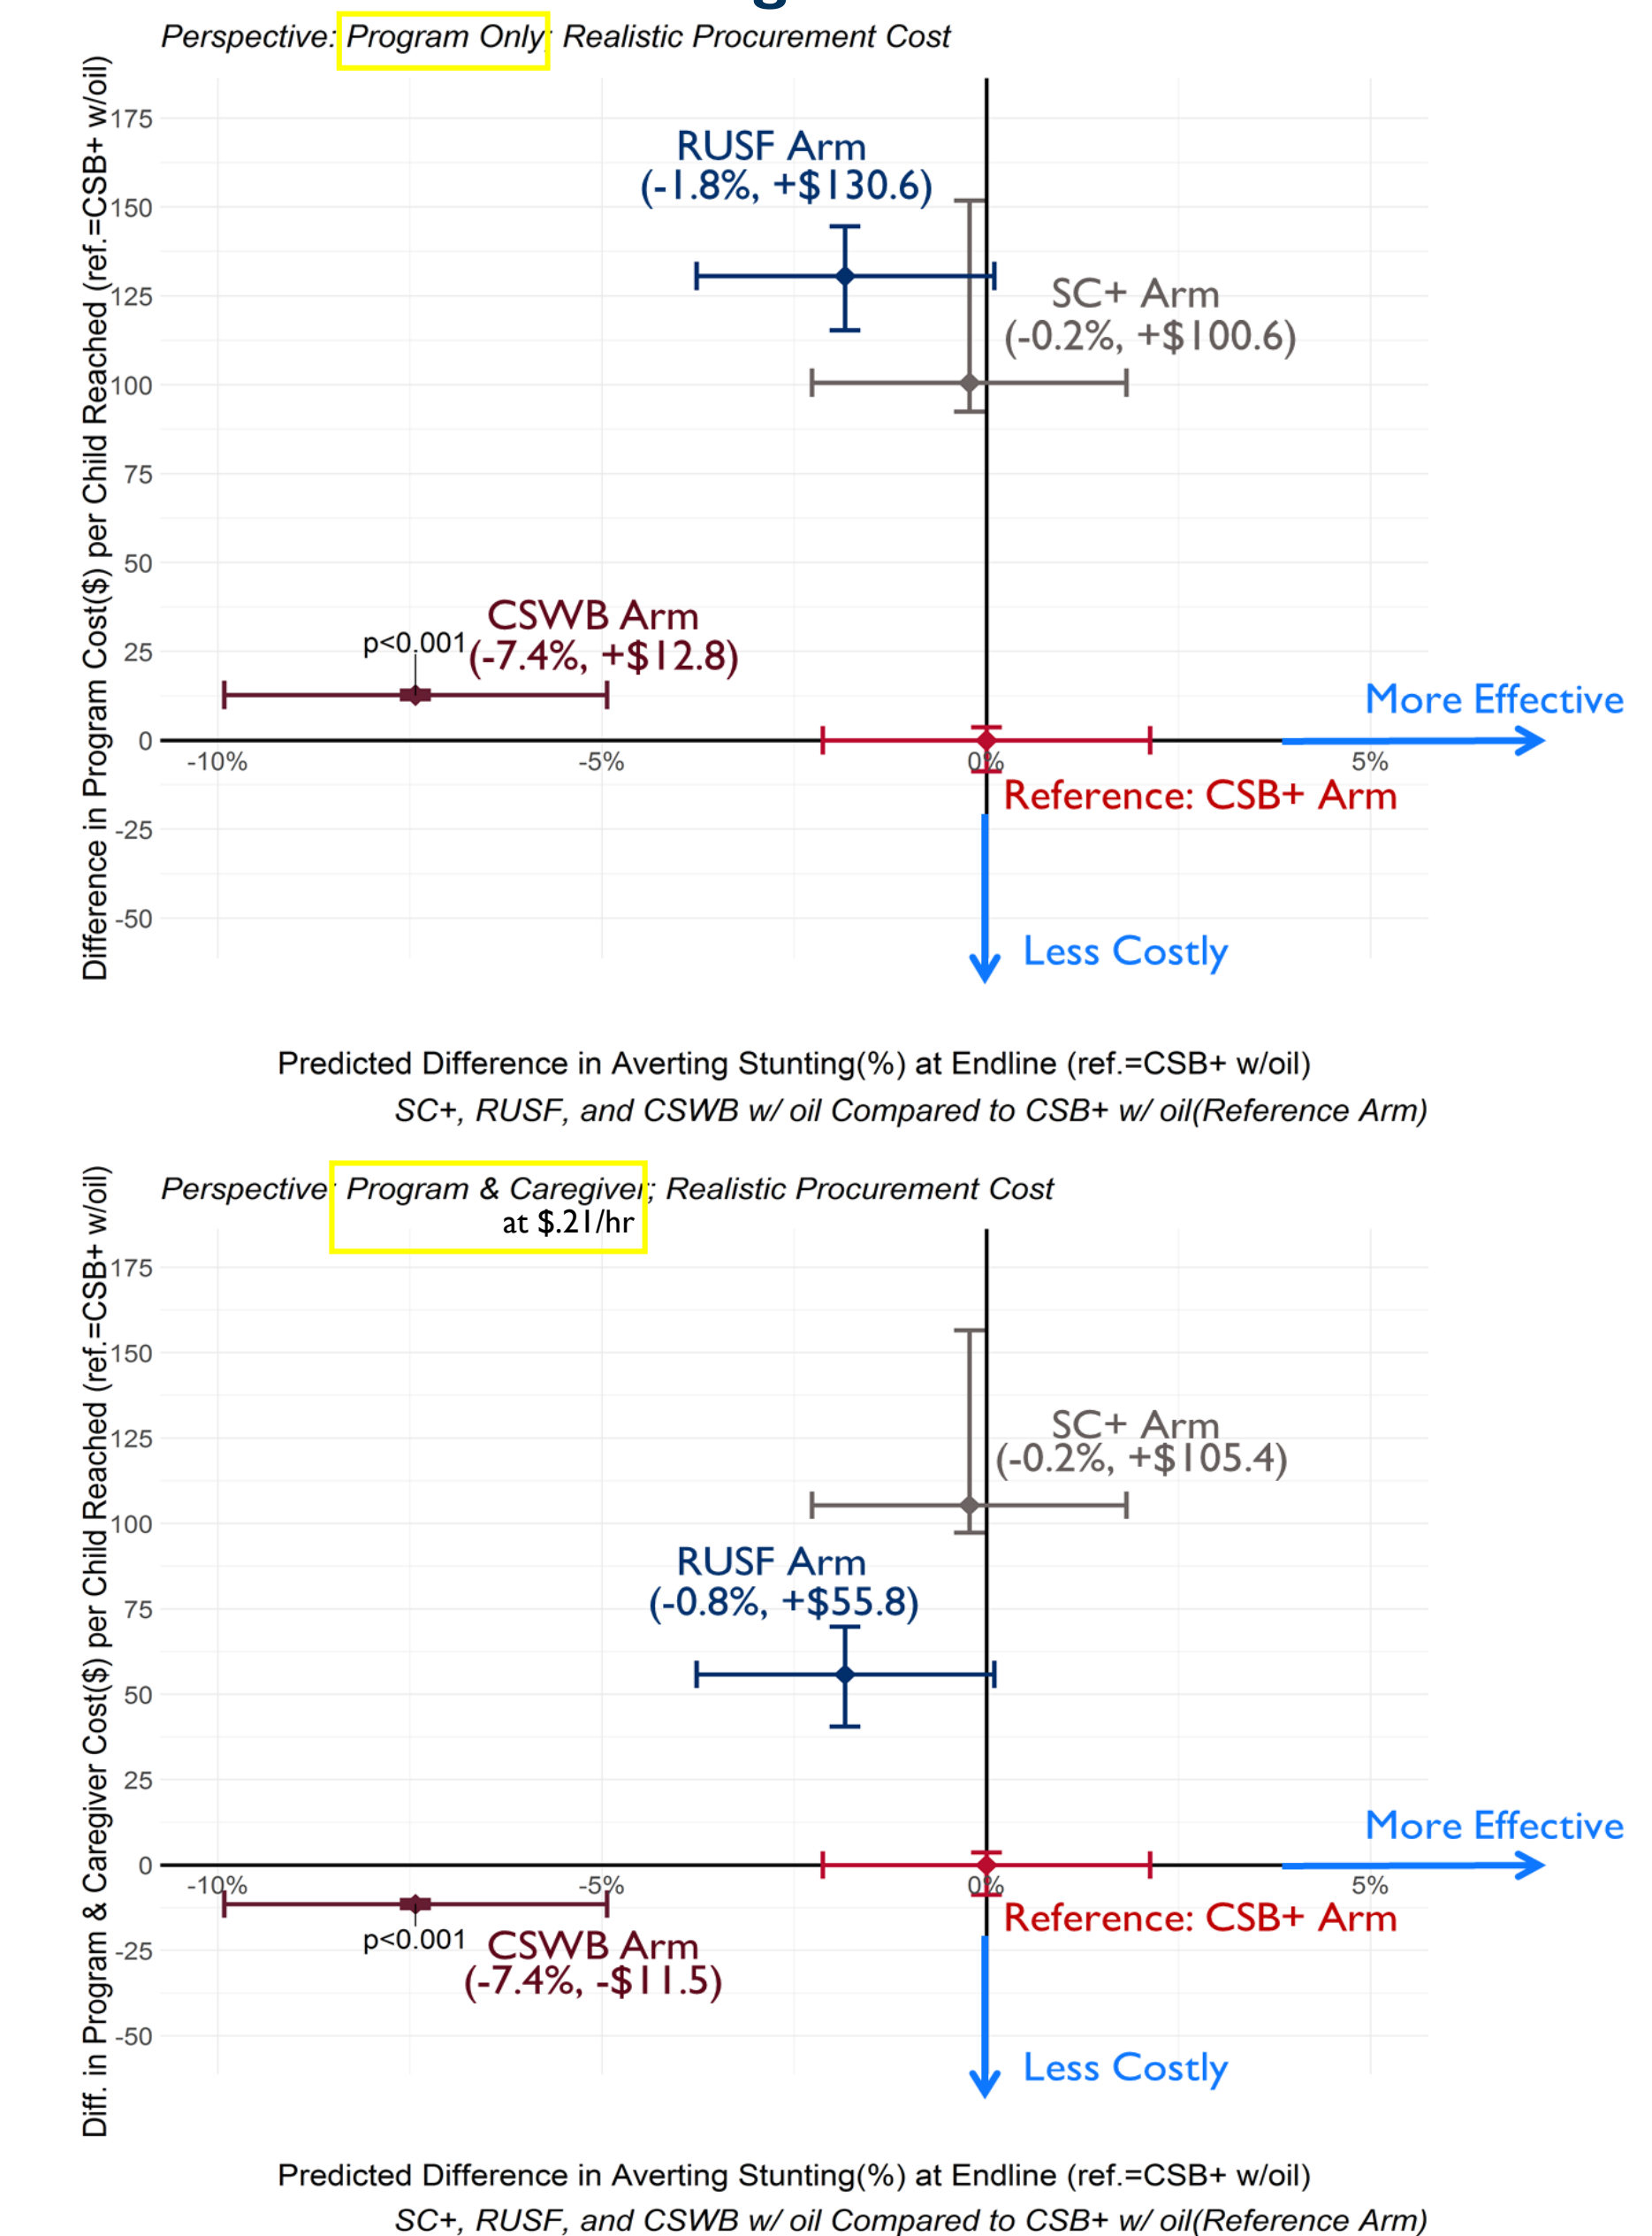 Perspective: Program Only; Realistic Procurement Cost
Difference in Program Cost($) per Child Reached (ref.=CSB+ w/oil)
175
150
125
100
75
50
25
0
-25
-50
RUSF Arm
(-1.8%, +$130.6)
SC+ Arm
(-0.2%, +$100.6)
CSWB Arm
p<0.001
(-7.4%, +$12.8)
More Effective
-10%
-5%
0%
5%
Reference: CSB+ Arm
Less Costly
Predicted Difference in Averting Stunting(%) at Endline (ref.=CSB+ w/oil)
SC+, RUSF, and CSWB w/ oil Compared to CSB+ w/ oil(Reference Arm)
Perspective: Program & Caregiver; Realistic Procurement Cost
at $.21/hr
Diff. in Program & Caregiver Cost($) per Child Reached (ref.=CSB+ w/oil)
175
150
125
100
75
50
25
0
-25
-50
SC+ Arm
(-0.2%, +$105.4)
RUSF Arm
(-0.8%, +$55.8)
More Effective
-10%
-5%
0%
5%
Reference: CSB+ Arm
p<0.001
CSWB Arm
(-7.4%, -$11.5)
Less Costly
Predicted Difference in Averting Stunting(%) at Endline (ref.=CSB+ w/oil)
SC+, RUSF, and CSWB w/ oil Compared to CSB+ w/ oil(Reference Arm)